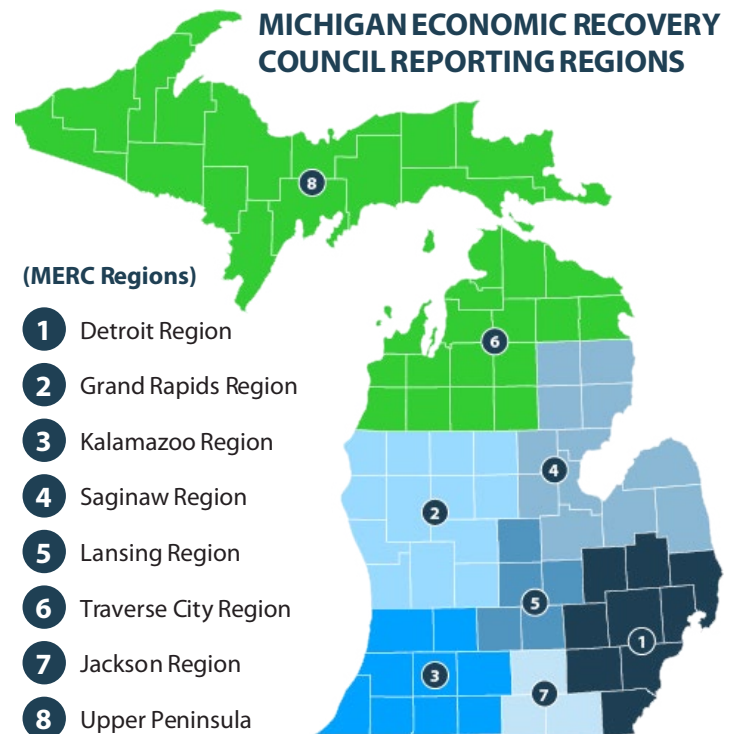 MICHIGAN ECONOMIC RECOVERY
COUNCIL REPORTING REGIONS
8
(MERC Regions)
1 Detroit Region
6
2 Grand Rapids Region
3 Kalamazoo Region
4
4 Saginaw Region
2
5 Lansing Region
5
6 Traverse City Region
1
7 Jackson Region
3
7
8 Upper Peninsula